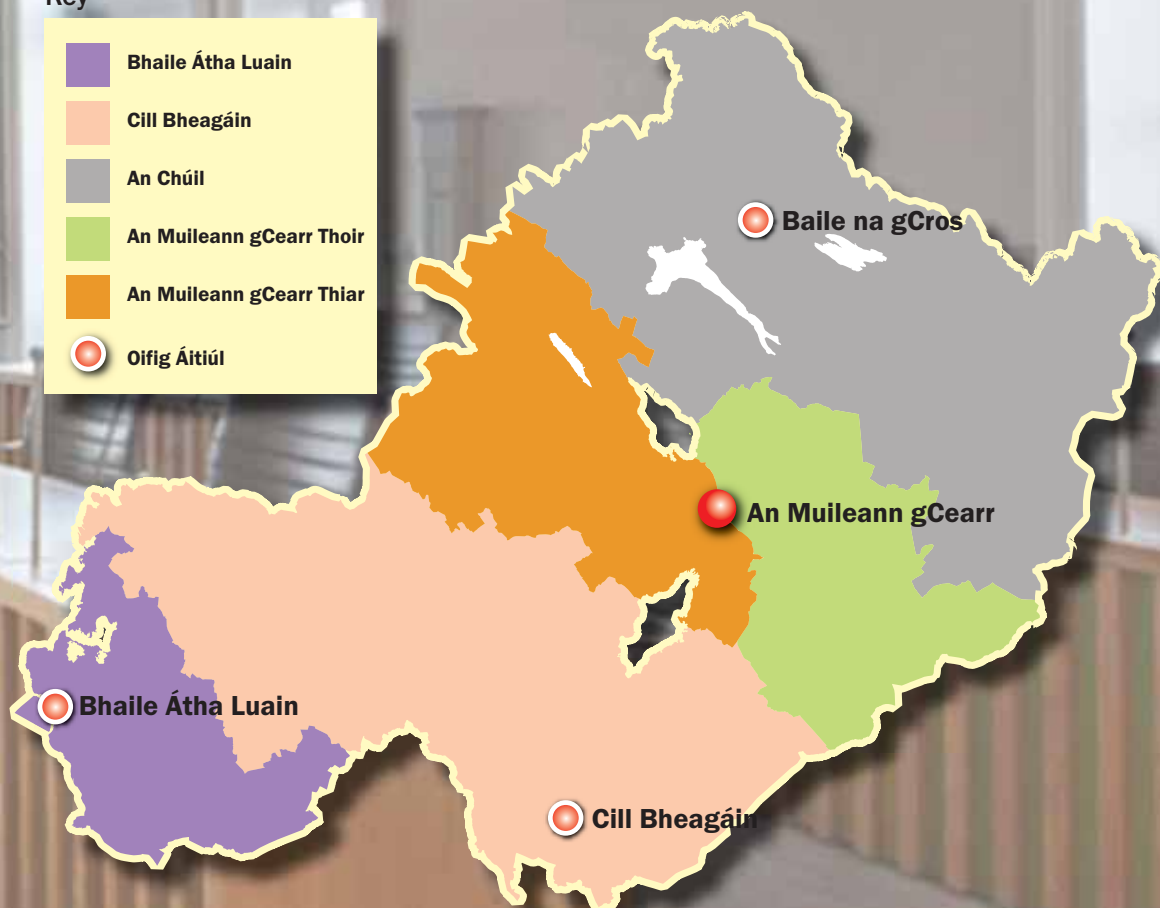 Key
Bhaile Átha Luain
Cill Bheagáin
An Chúil
An Muileann gCearr Thoir
An Muileann gCearr Thiar
Oifig Áitiúl
Baile na gCros
An Muileann gCearr
Bhaile Átha Luain
Cill Bheagáin